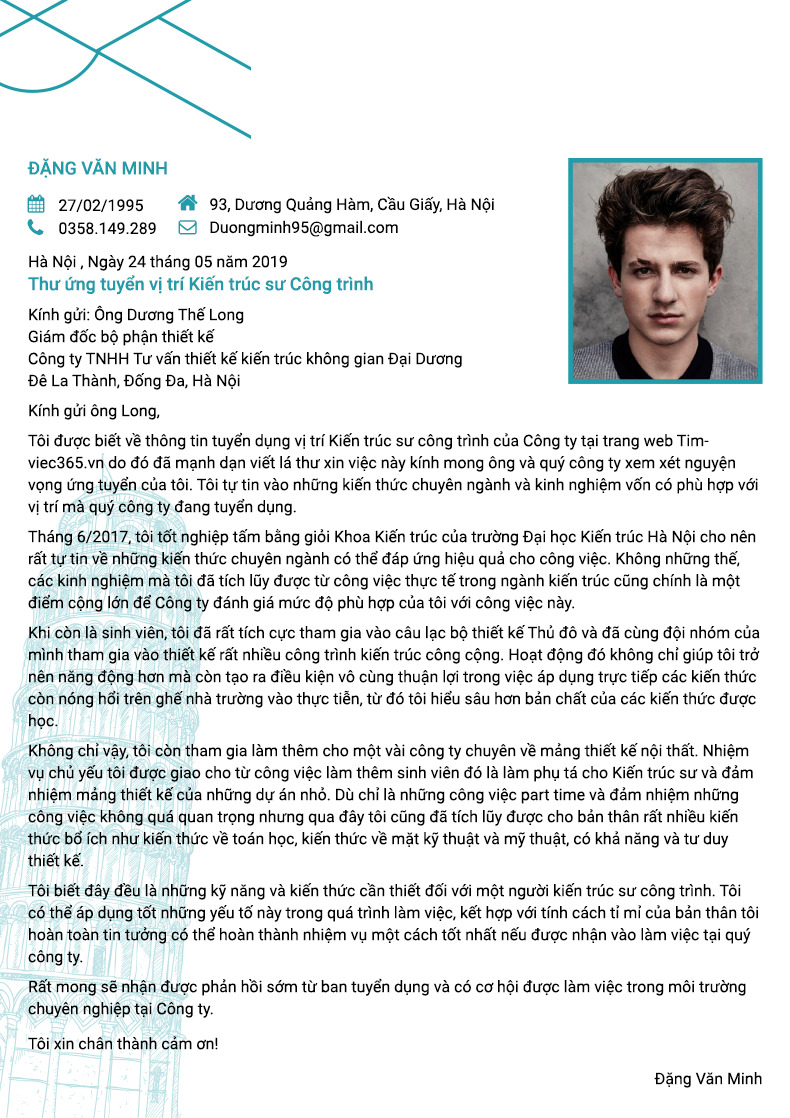 ĐẶNG VĂN MINH
27/02/1995
93, Dương Quảng Hàm, Cầu Giấy, Hà Nội
0358.149.289
Duongminh95@gmail.com
Hà Nội , Ngày 24 tháng 05 năm 2019
Thư ứng tuyển vị trí Kiến trúc sư Công trình
Kính gửi: Ông Dương Thế Long
Giám đốc bộ phận thiết kế
Công ty TNHH Tư vấn thiết kế kiến trúc không gian Đại Dương
Đê La Thành, Đống Đa, Hà Nội
Kính gửi ông Long,
Tôi được biết về thông tin tuyển dụng vị trí Kiến trúc sư công trình của Công ty tại trang web Tim-
viec365.vn do đó đã mạnh dạn viết lá thư xin việc này kính mong ông và quý công ty xem xét nguyện
vọng ứng tuyển của tôi. Tôi tự tin vào những kiến thức chuyên ngành và kinh nghiệm vốn có phù hợp với
vị trí mà quý công ty đang tuyển dụng.
Tháng 6/2017, tôi tốt nghiệp tấm bằng giỏi Khoa Kiến trúc của trường Đại học Kiến trúc Hà Nội cho nên
rất tự tin về những kiến thức chuyên ngành có thể đáp ứng hiệu quả cho công việc. Không những thế,
các kinh nghiệm mà tôi đã tích lũy được từ công việc thực tế trong ngành kiến trúc cũng chính là một
điểm cộng lớn để Công ty đánh giá mức độ phù hợp của tôi với công việc này.
Khi còn là sinh viên, tôi đã rất tích cực tham gia vào câu lạc bộ thiết kế Thủ đô và đã cùng đội nhóm của
mình tham gia vào thiết kế rất nhiều công trình kiến trúc công cộng. Hoạt động đó không chỉ giúp tôi trở
nên năng động hơn mà còn tạo ra điều kiện vô cùng thuận lợi trong việc áp dụng trực tiếp các kiến thức
còn nóng hổi trên ghế nhà trường vào thực tiễn, từ đó tôi hiểu sâu hơn bản chất của các kiến thức được
học.
Không chỉ vậy, tôi còn tham gia làm thêm cho một vài công ty chuyên về mảng thiết kế nội thất. Nhiệm
vụ chủ yếu tôi được giao cho từ công việc làm thêm sinh viên đó là làm phụ tá cho Kiến trúc sư và đảm
nhiệm mảng thiết kế của những dự án nhỏ. Dù chỉ là những công việc part time và đảm nhiệm những
công việc không quá quan trọng nhưng qua đây tôi cũng đã tích lũy được cho bản thân rất nhiều kiến
thức bổ ích như kiến thức về toán học, kiến thức về mặt kỹ thuật và mỹ thuật, có khả năng và tư duy
thiết kế.
Tôi biết đây đều là những kỹ năng và kiến thức cần thiết đối với một người kiến trúc sư công trình. Tôi
có thể áp dụng tốt những yếu tố này trong quá trình làm việc, kết hợp với tính cách tỉ mỉ của bản thân tôi
hoàn toàn tin tưởng có thể hoàn thành nhiệm vụ một cách tốt nhất nếu được nhận vào làm việc tại quý
công ty.
Rất mong sẽ nhận được phản hồi sớm từ ban tuyển dụng và có cơ hội được làm việc trong môi trường
chuyên nghiệp tại Công ty.
Tôi xin chân thành cảm ơn!
Đặng Văn Minh